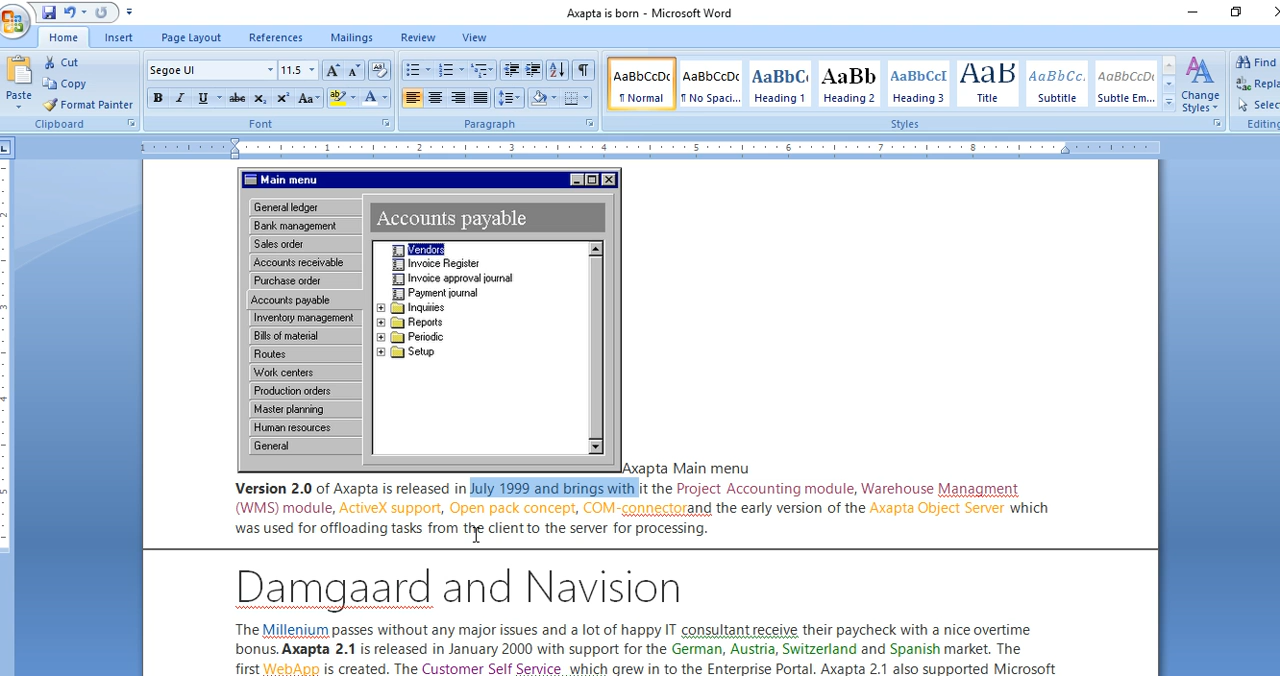 Axapta is born - Microsoft Word
Home Insert Page Layout References Mailings Review View
Paste
Cut
Copy
Format Painter
Clipboard
Segoe UI 11.5
Font
Paragraph
AaBbCcDc AaBbCcDc AaBbC AaBb AaBbCcI AaB AaBbCc. AaBbCcDc
¶ Normal ¶ No Spaci... Heading 1 Heading 2 Heading 3 Title Subtitle Subtle Em...
Change Styles
Styles
Find
Repla
Selec
Editing
Main menu
General ledger
Bank management
Sales order
Accounts receivable
Purchase order
Accounts payable
Inventory management
Bills of material
Routes
Work centers
Production orders
Master planning
Human resources
General
Accounts payable
Vendors
Invoice Register
Invoice approval journal
Payment journal
Inquiries
Reports
Periodic
Setup
Axapta Main menu
Version 2.0 of Axapta is released in July 1999 and brings with it the Project Accounting module, Warehouse Managment
(WMS) module, ActiveX support, Open pack concept, COM-connectorand the early version of the Axapta Object Server which
was used for offloading tasks from the client to the server for processing.
Damgaard and Navision
The Millenium passes without any major issues and a lot of happy IT consultant receive their paycheck with a nice overtime
bonus. Axapta 2.1 is released in January 2000 with support for the German, Austria, Switzerland and Spanish market. The
first WebApp is created. The Customer Self Service which grew in to the Enterprise Portal. Axapta 2.1 also supported Microsoft